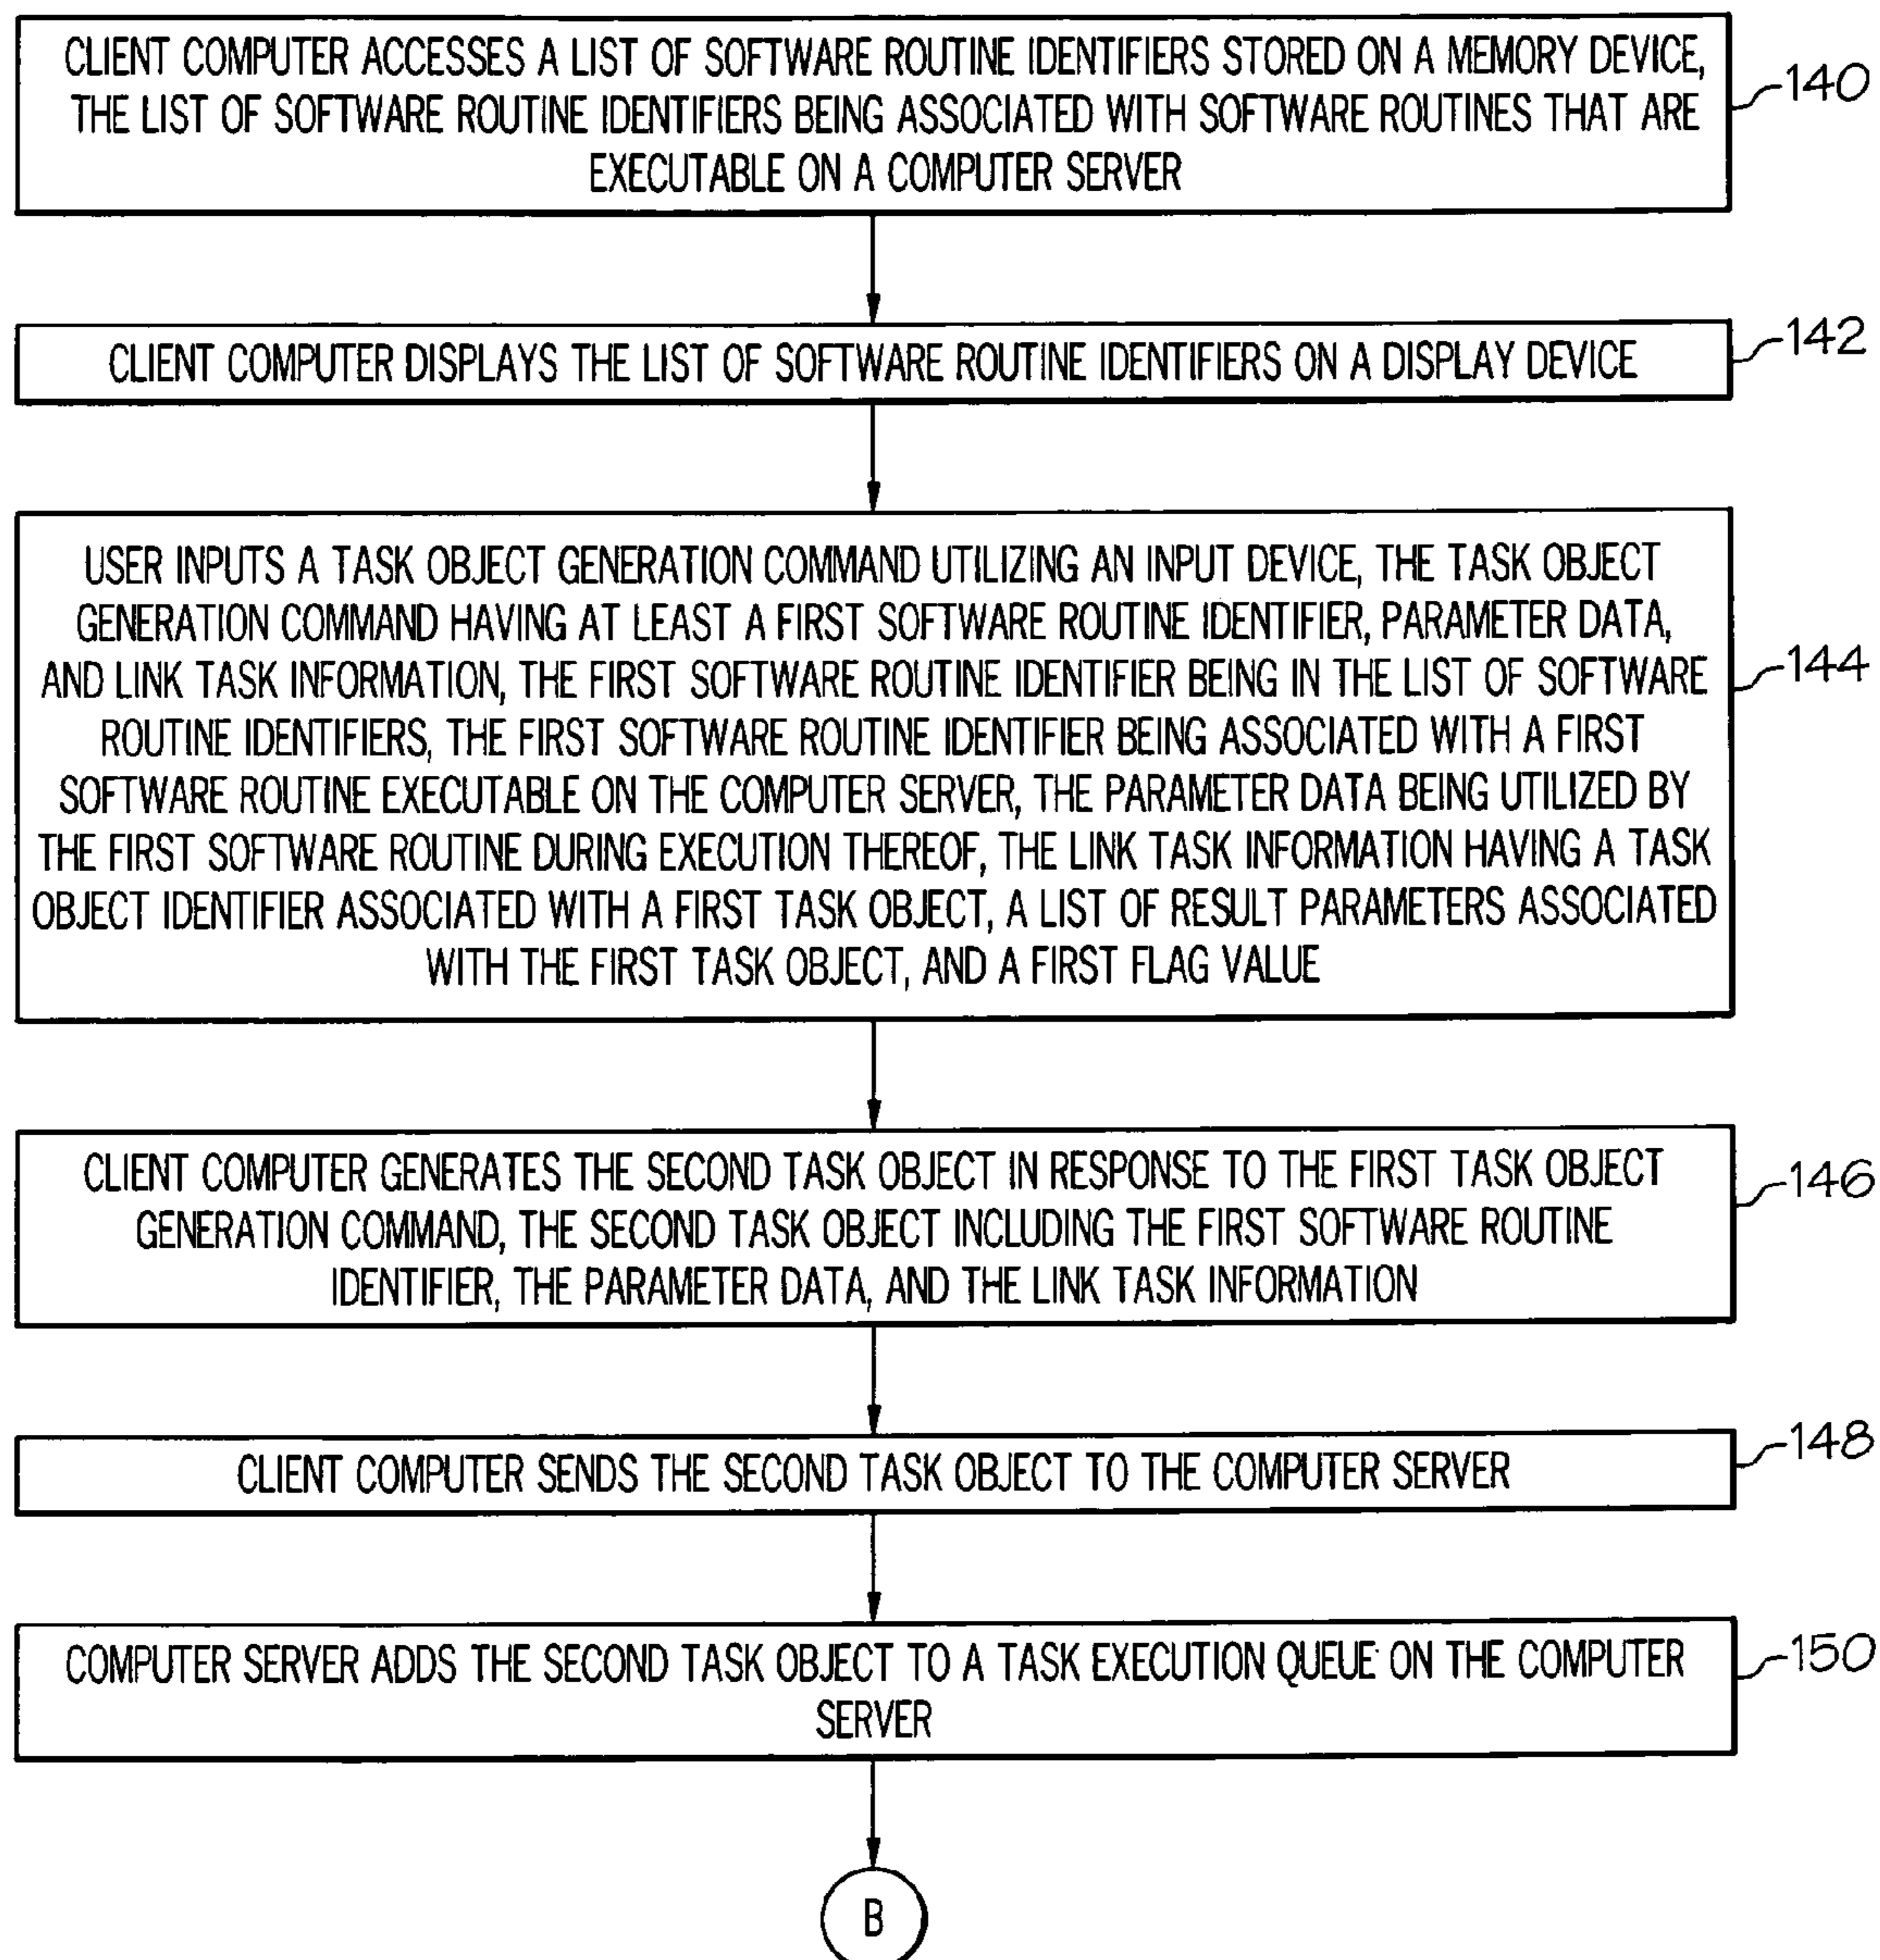 CLIENT COMPUTER ACCESSES A LIST OF SOFTWARE ROUTINE IDENTIFIERS STORED ON A MEMORY DEVICE,
THE LIST OF SOFTWARE ROUTINE IDENTIFIERS BEING ASSOCIATED WITH SOFTWARE ROUTINES THAT ARE
EXECUTABLE ON A COMPUTER SERVER
140
CLIENT COMPUTER DISPLAYS THE LIST OF SOFTWARE ROUTINE IDENTIFIERS ON A DISPLAY DEVICE
142
USER INPUTS A TASK OBJECT GENERATION COMMAND UTILIZING AN INPUT DEVICE, THE TASK OBJECT
GENERATION COMMAND HAVING AT LEAST A FIRST SOFTWARE ROUTINE IDENTIFIER, PARAMETER DATA,
AND LINK TASK INFORMATION, THE FIRST SOFTWARE ROUTINE IDENTIFIER BEING IN THE LIST OF SOFTWARE
ROUTINE IDENTIFIERS, THE FIRST SOFTWARE ROUTINE IDENTIFIER BEING ASSOCIATED WITH A FIRST
SOFTWARE ROUTINE EXECUTABLE ON THE COMPUTER SERVER, THE PARAMETER DATA BEING UTILIZED BY
THE FIRST SOFTWARE ROUTINE DURING EXECUTION THEREOF, THE LINK TASK INFORMATION HAVING A TASK
OBJECT IDENTIFIER ASSOCIATED WITH A FIRST TASK OBJECT, A LIST OF RESULT PARAMETERS ASSOCIATED
WITH THE FIRST TASK OBJECT, AND A FIRST FLAG VALUE
144
CLIENT COMPUTER GENERATES THE SECOND TASK OBJECT IN RESPONSE TO THE FIRST TASK OBJECT
GENERATION COMMAND, THE SECOND TASK OBJECT INCLUDING THE FIRST SOFTWARE ROUTINE
IDENTIFIER, THE PARAMETER DATA, AND THE LINK TASK INFORMATION
146
CLIENT COMPUTER SENDS THE SECOND TASK OBJECT TO THE COMPUTER SERVER
148
COMPUTER SERVER ADDS THE SECOND TASK OBJECT TO A TASK EXECUTION QUEUE ON THE COMPUTER
SERVER
150
B